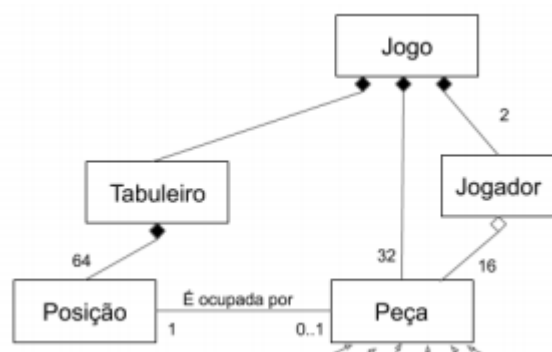 Jogo
2
Tabuleiro
Jogador
64
32
16
Posição
É ocupada por
Peça
1
0..1